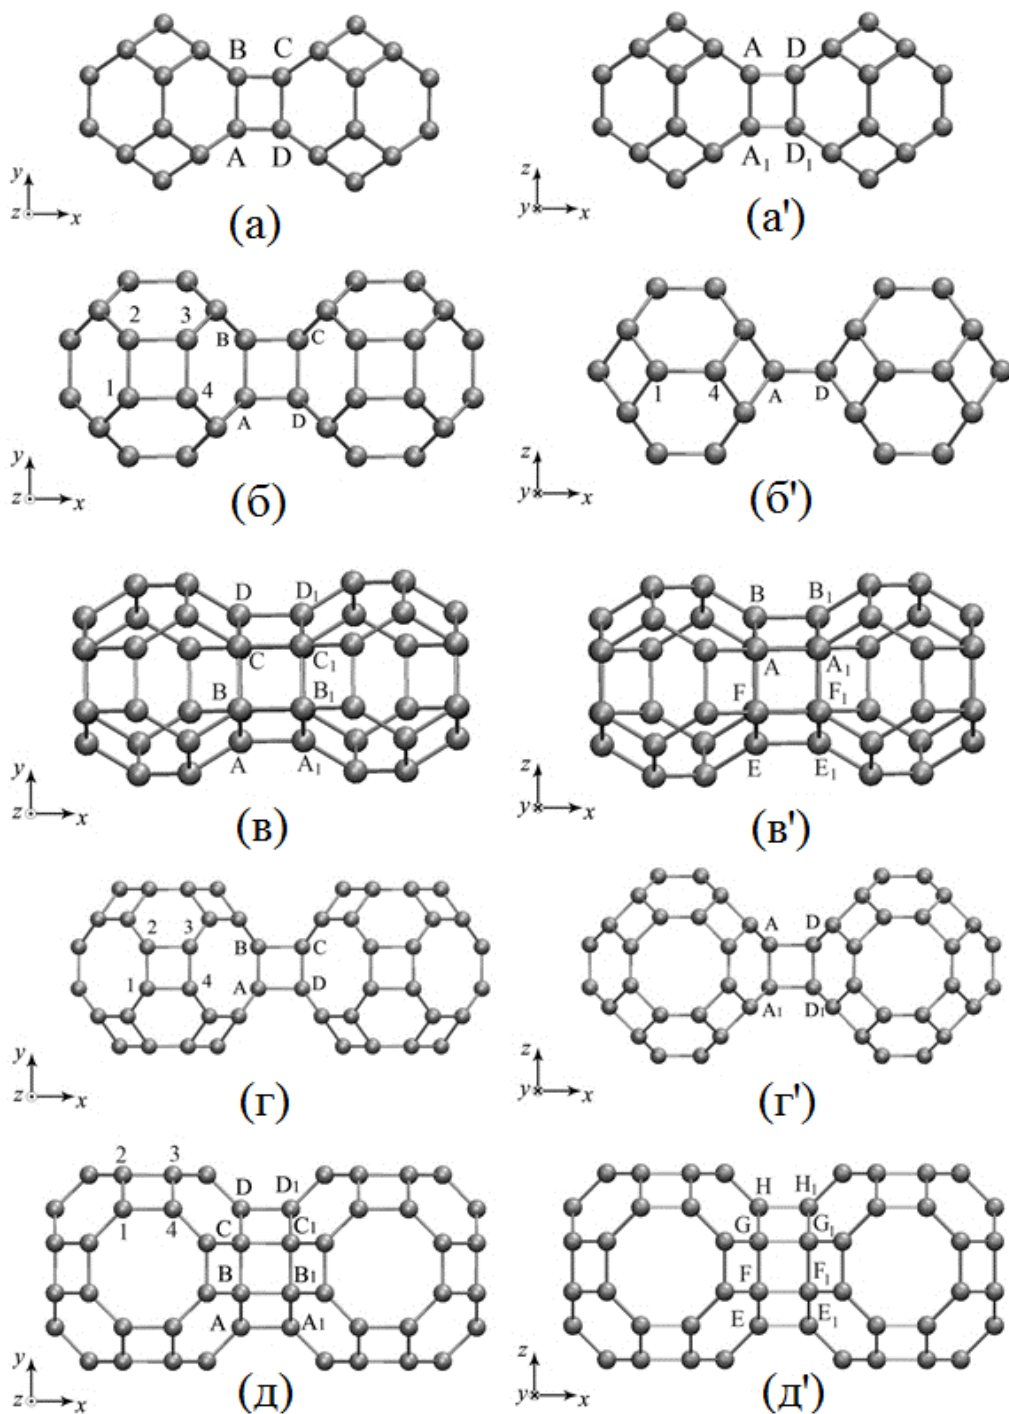 B C
A D
y
z x
(а)
A D
A₁ D₁
z
y x
(а')
2 3 B C
1 4 A D
y
z x
(б)
1 4 A D
z
y x
(б')
D D₁
C C₁
B B₁
A A₁
y
z x
(в)
B B₁
A A₁
F F₁
E E₁
z
y x
(в')
2 3 B C
1 4 A D
y
z x
(г)
A D
A₁ D₁
z
y x
(г')
2 3
1 4
D D₁
C C₁
B B₁
A A₁
y
z x
(д)
H H₁
G G₁
F F₁
E E₁
z
y x
(д')